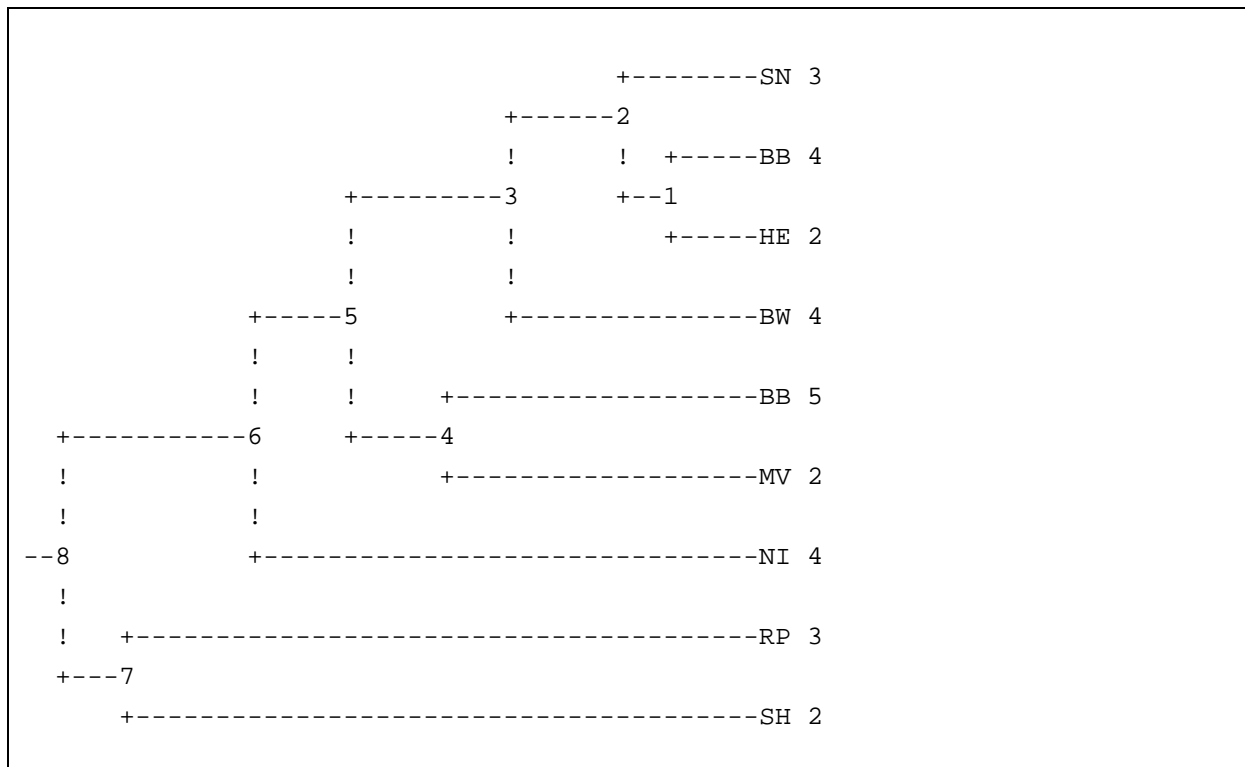 +--------SN 3
                               +------2
                               !      !  +-----BB 4
                     +---------3      +--1
                     !         !         +-----HE 2
                     !         !
               +-----5         +---------------BW 4
               !     !
               !     !     +-------------------BB 5
   +-----------6     +-----4
   !           !           +-------------------MV 2
   !           !
 --8           +-------------------------------NI 4
   !
   !   +---------------------------------------RP 3
   +---7
       +---------------------------------------SH 2